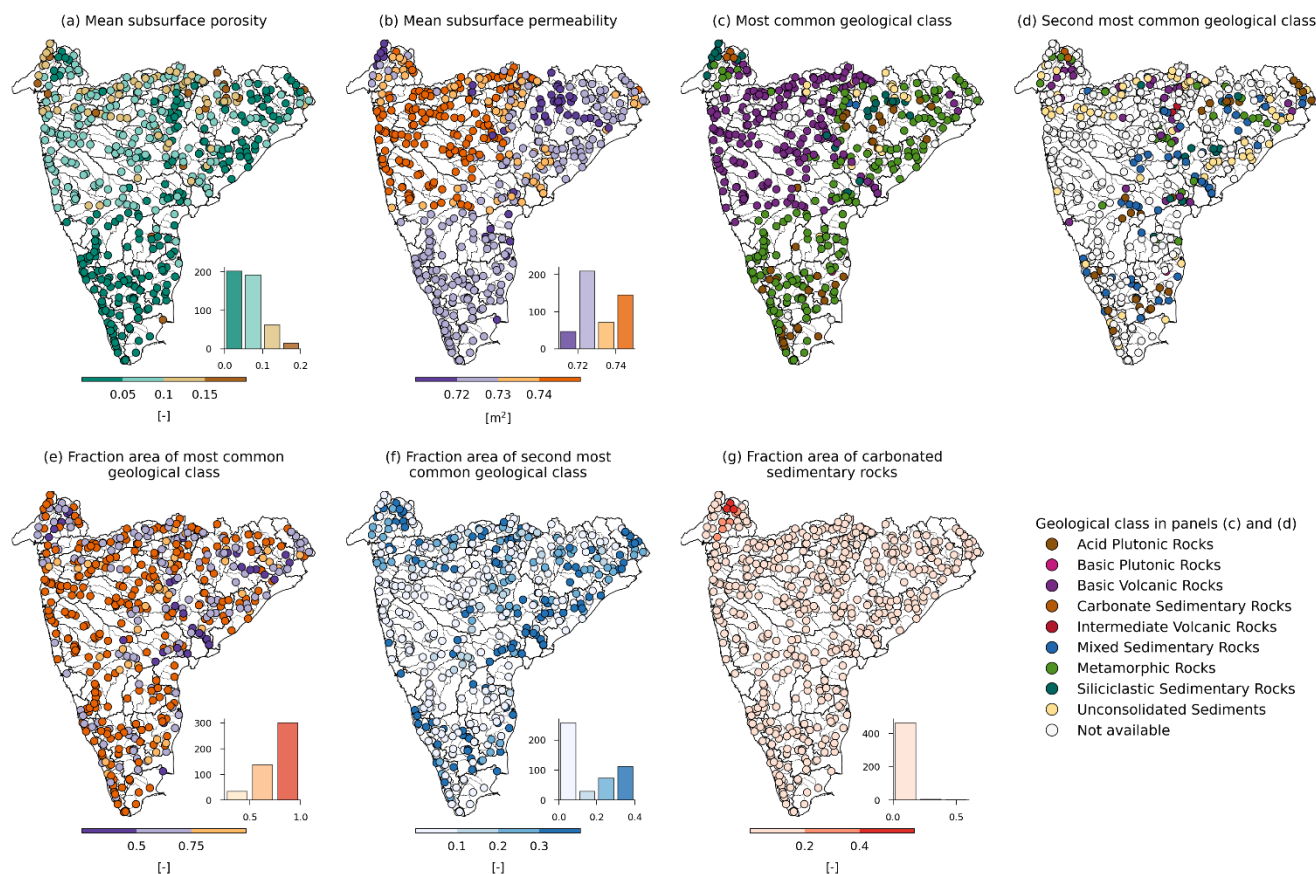 (a) Mean subsurface porosity
(b) Mean subsurface permeability
(c) Most common geological class
(d) Second most common geological class
200
100
0
0.0 0.1 0.2
0.05 0.1 0.15
[-]
200
100
0
0.72 0.74
0.72 0.73 0.74
[m²]
(e) Fraction area of most common
geological class
(f) Fraction area of second most
common geological class
(g) Fraction area of carbonated
sedimentary rocks
300
200
100
0
0.5 1.0
0.5 0.75
[-]
200
100
0
0.0 0.2 0.4
0.1 0.2 0.3
[-]
400
200
0
0.0 0.5
0.2 0.4
[-]
Geological class in panels (c) and (d)
Acid Plutonic Rocks
Basic Plutonic Rocks
Basic Volcanic Rocks
Carbonate Sedimentary Rocks
Intermediate Volcanic Rocks
Mixed Sedimentary Rocks
Metamorphic Rocks
Siliciclastic Sedimentary Rocks
Unconsolidated Sediments
Not available